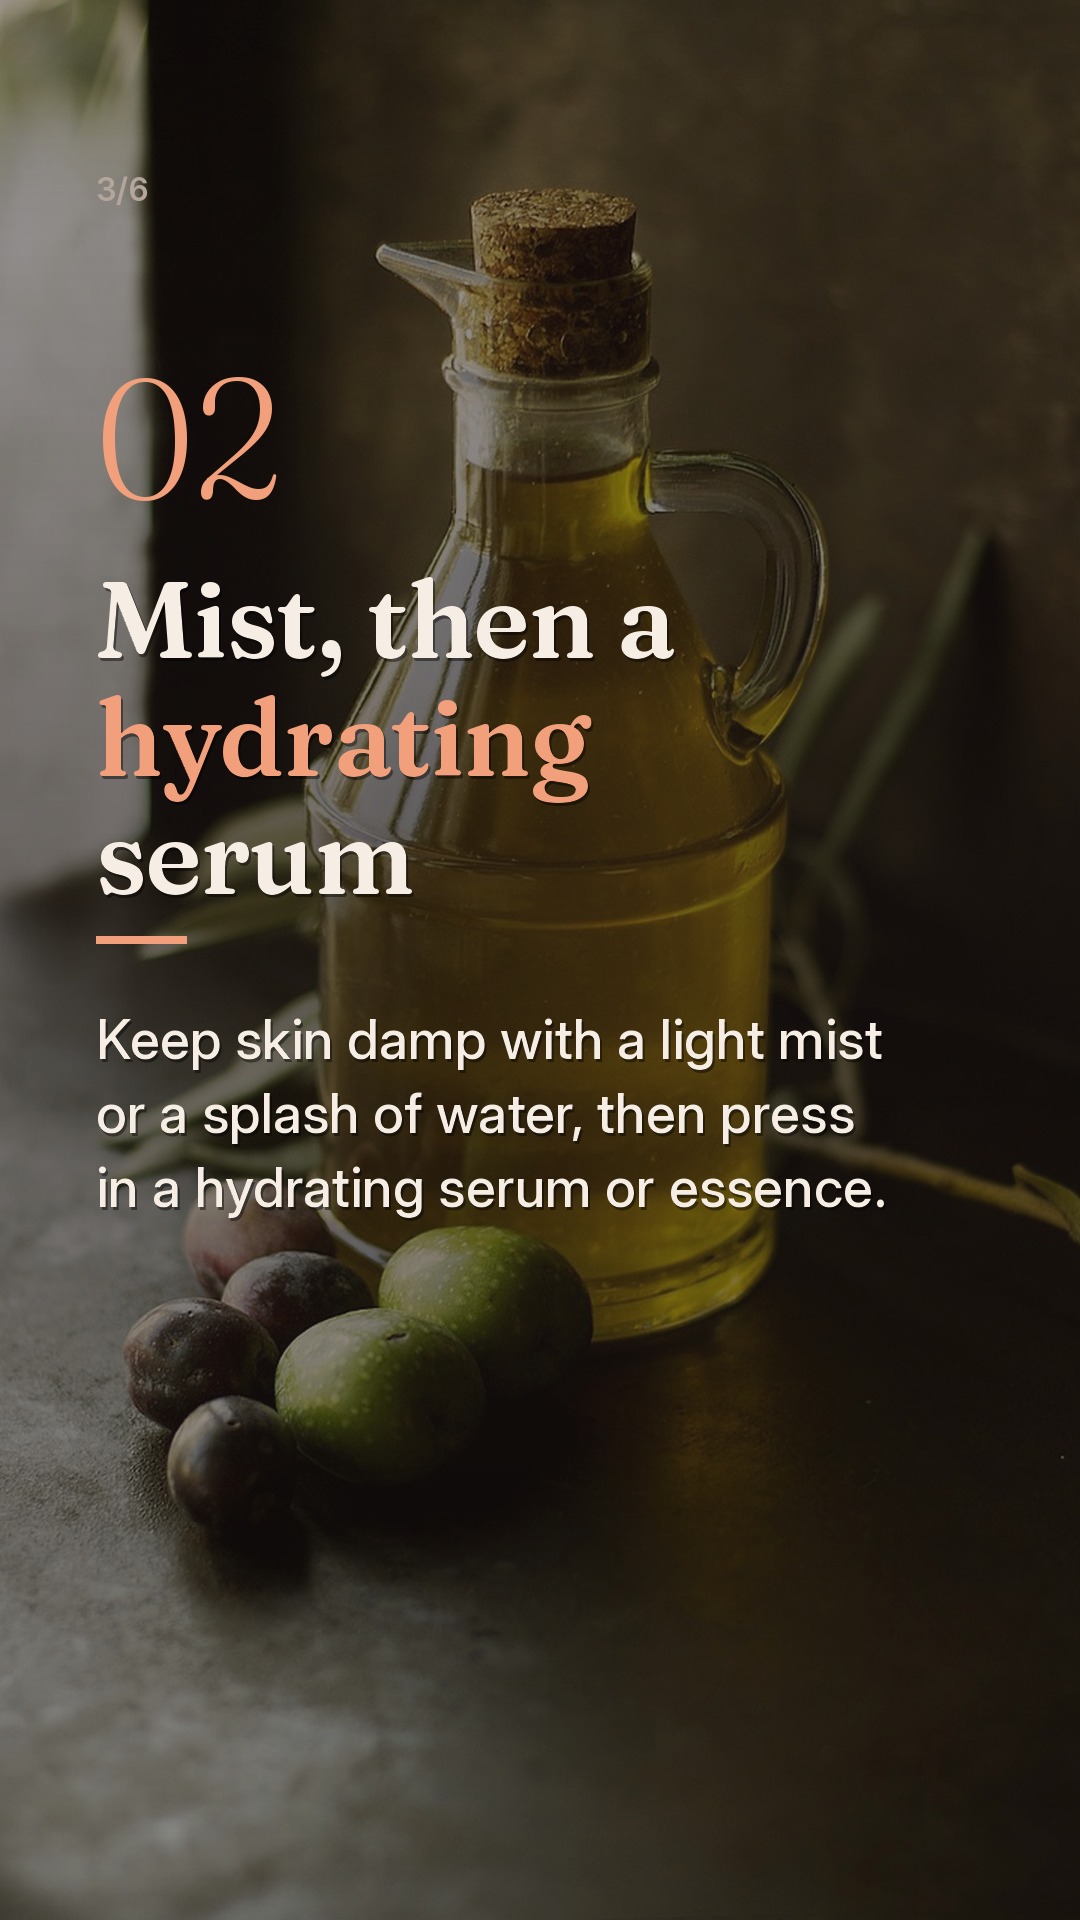 3/6
02
Mist, then a
hydrating
serum
Keep skin damp with a light mist
or a splash of water, then press
in a hydrating serum or essence.